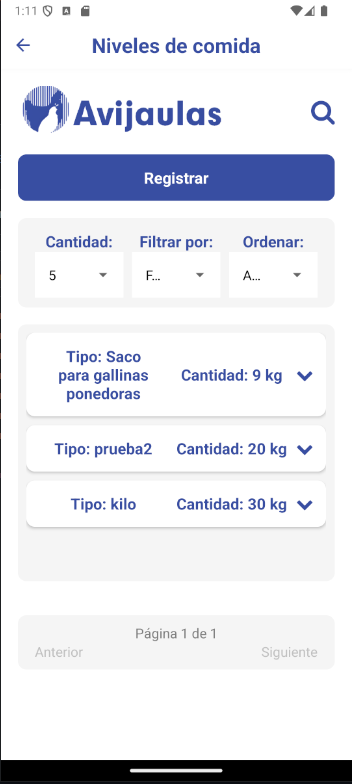 1:11
Niveles de comida
Avijaulas
Registrar
Cantidad: Filtrar por: Ordenar:
5 F... A...
Tipo: Saco
para gallinas
ponedoras
Cantidad: 9 kg
Tipo: prueba2 Cantidad: 20 kg
Tipo: kilo Cantidad: 30 kg
Página 1 de 1
Anterior Siguiente